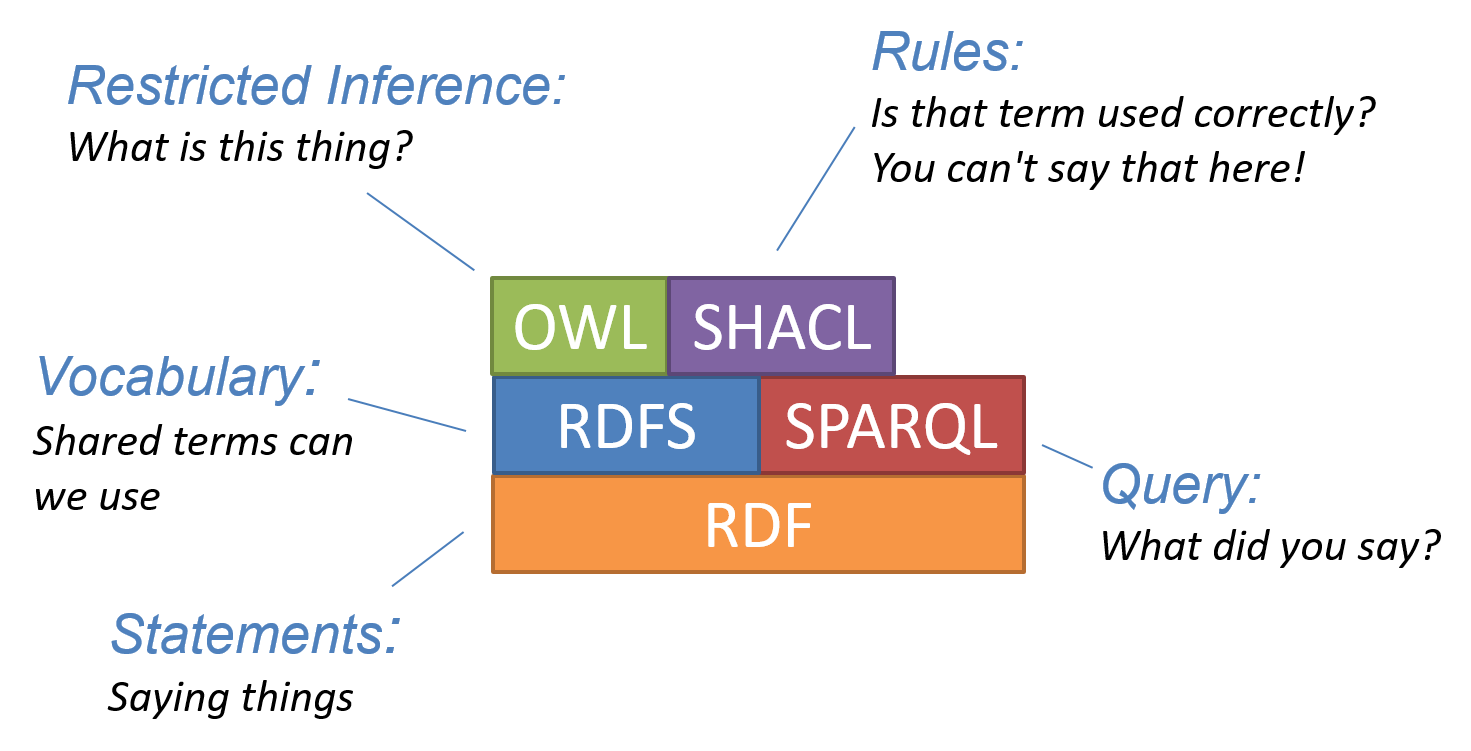 Restricted Inference:
What is this thing?
Rules:
Is that term used correctly?
You can't say that here!
OWL
SHACL
Vocabulary:
Shared terms can
we use
RDFS
SPARQL
Query:
What did you say?
RDF
Statements:
Saying things